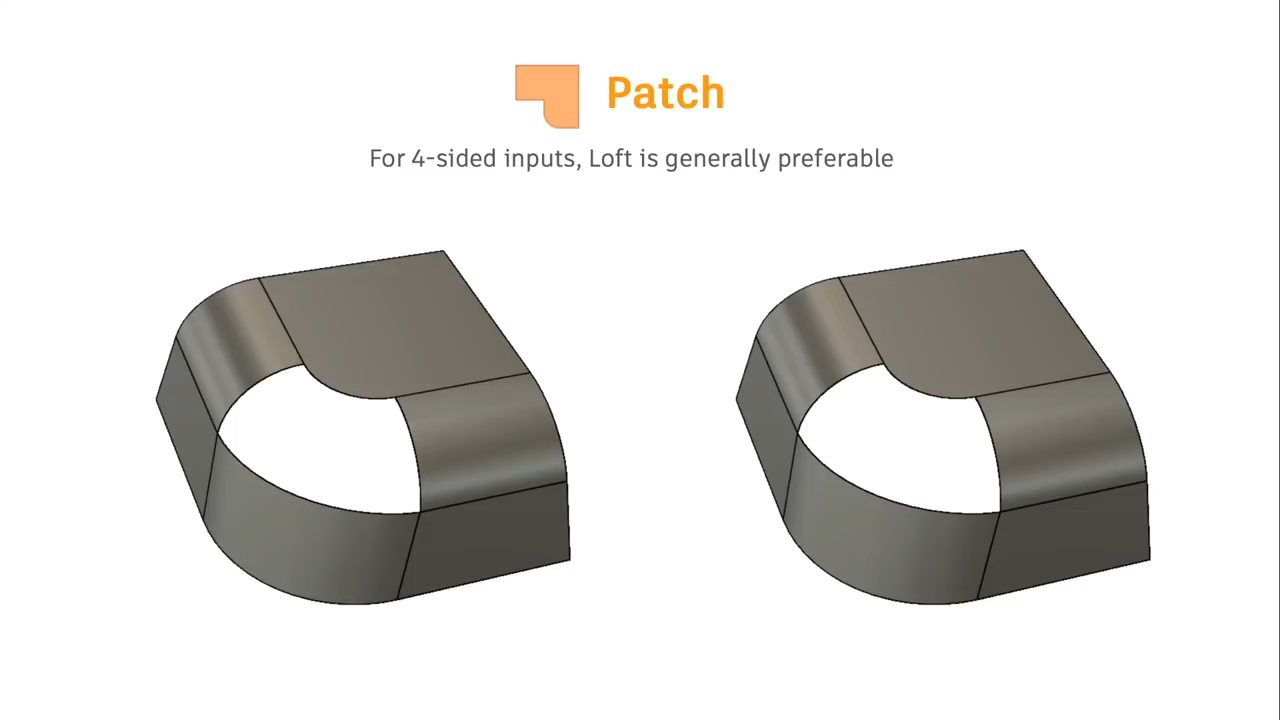 Patch
For 4-sided inputs, Loft is generally preferable